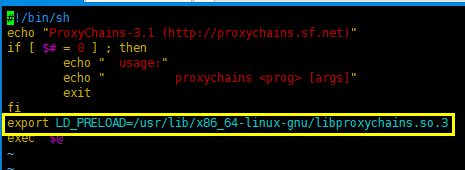 #!/bin/sh
echo "ProxyChains-3.1 (http://proxychains.sf.net)"
if [ $# = 0 ] ; then
echo "  usage:"
echo "          proxychains <prog> [args]"
exit
fi
export LD_PRELOAD=/usr/lib/x86_64-linux-gnu/libproxychains.so.3
exec "$@"
~
~